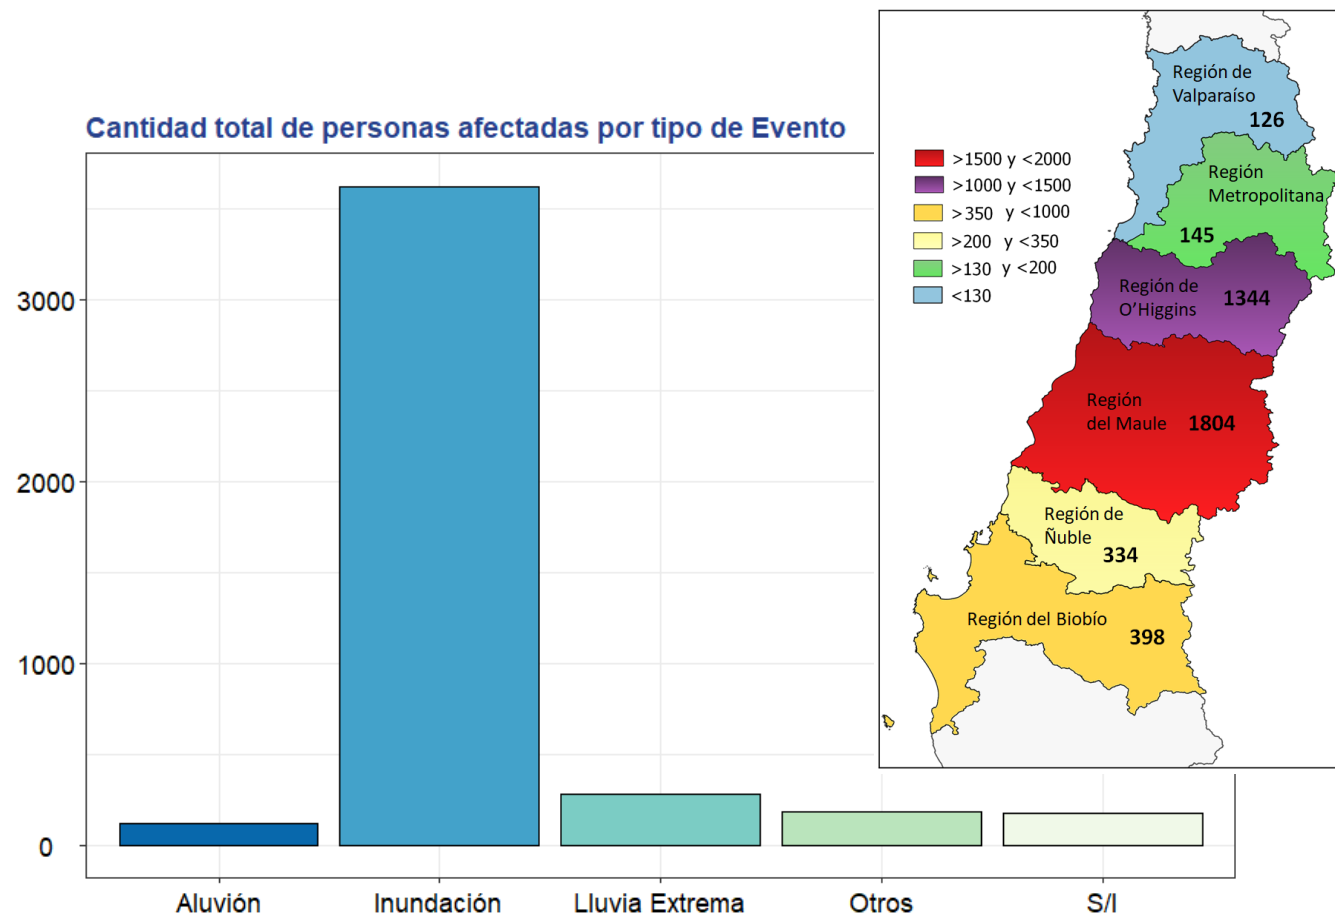 Cantidad total de personas afectadas por tipo de Evento
3000
2000
1000
0
Aluvión
Inundación
Lluvia Extrema
Otros
S/I
>1500 y <2000
>1000 y <1500
>350 y <1000
>200 y <350
>130 y <200
<130
Región de
Valparaíso
126
Región
Metropolitana
145
Región de
O’Higgins
1344
Región
del Maule
1804
Región de
Ñuble
334
Región del Biobío
398